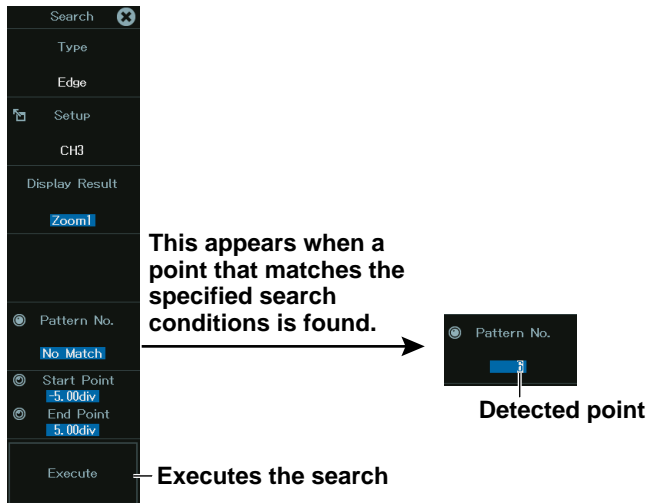 Search
Type
Edge
Setup
CH3
Display Result
Zoom1
Pattern No.
No Match
Start Point
-5.00div
End Point
5.00div
Execute
This appears when a
point that matches the
specified search
conditions is found.
Pattern No.
6
Detected point
Executes the search